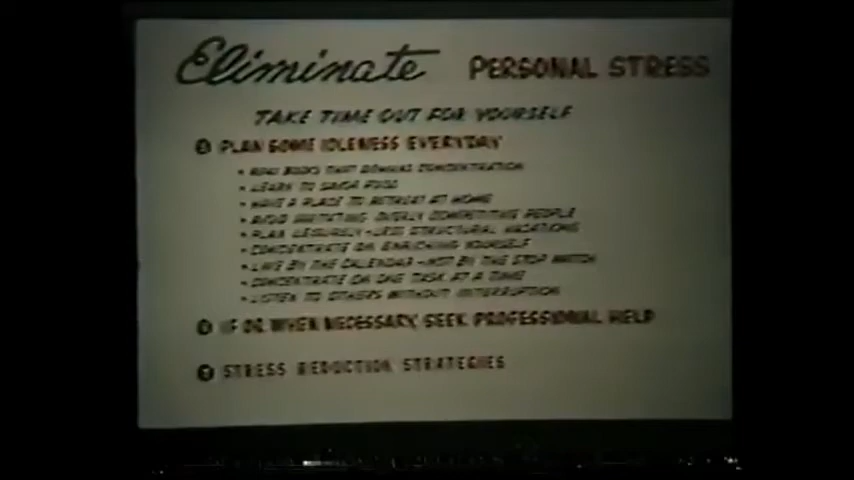 Eliminate PERSONAL STRESS
TAKE TIME OUT FOR YOURSELF
PLAN SOME IDLENESS EVERYDAY
• READ BOOKS THAT DEMAND CONCENTRATION
• LEARN TO SAVOR FOOD
• HAVE A PLACE TO RETREAT AT HOME
• AVOID IRRITATING OVERLY COMPETITIVE PEOPLE
• PLAN LEISURELY-LESS STRUCTURAL VACATIONS
• CONCENTRATE ON ENRICHING YOURSELF
• LIVE BY THE CALENDAR-NOT BY THE STOP WATCH
• CONCENTRATE ON ONE TASK AT A TIME
• LISTEN TO OTHERS WITHOUT INTERRUPTION
IF OR WHEN NECESSARY, SEEK PROFESSIONAL HELP
STRESS REDUCTION STRATEGIES